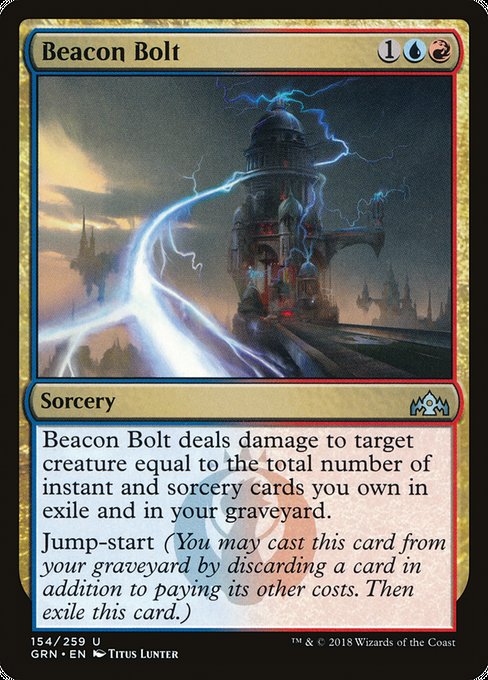 Beacon Bolt 1
Sorcery
Beacon Bolt deals damage to target
creature equal to the total number of
instant and sorcery cards you own in
exile and in your graveyard.
Jump-start (You may cast this card from
your graveyard by discarding a card in
addition to paying its other costs. Then
exile this card.)
154/259 U
GRN • EN Titus Lunter
™ & © 2018 Wizards of the Coast